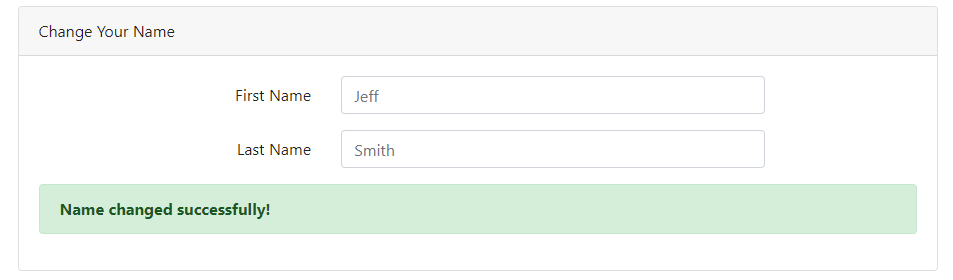 Change Your Name
First Name
Jeff
Last Name
Smith
Name changed successfully!